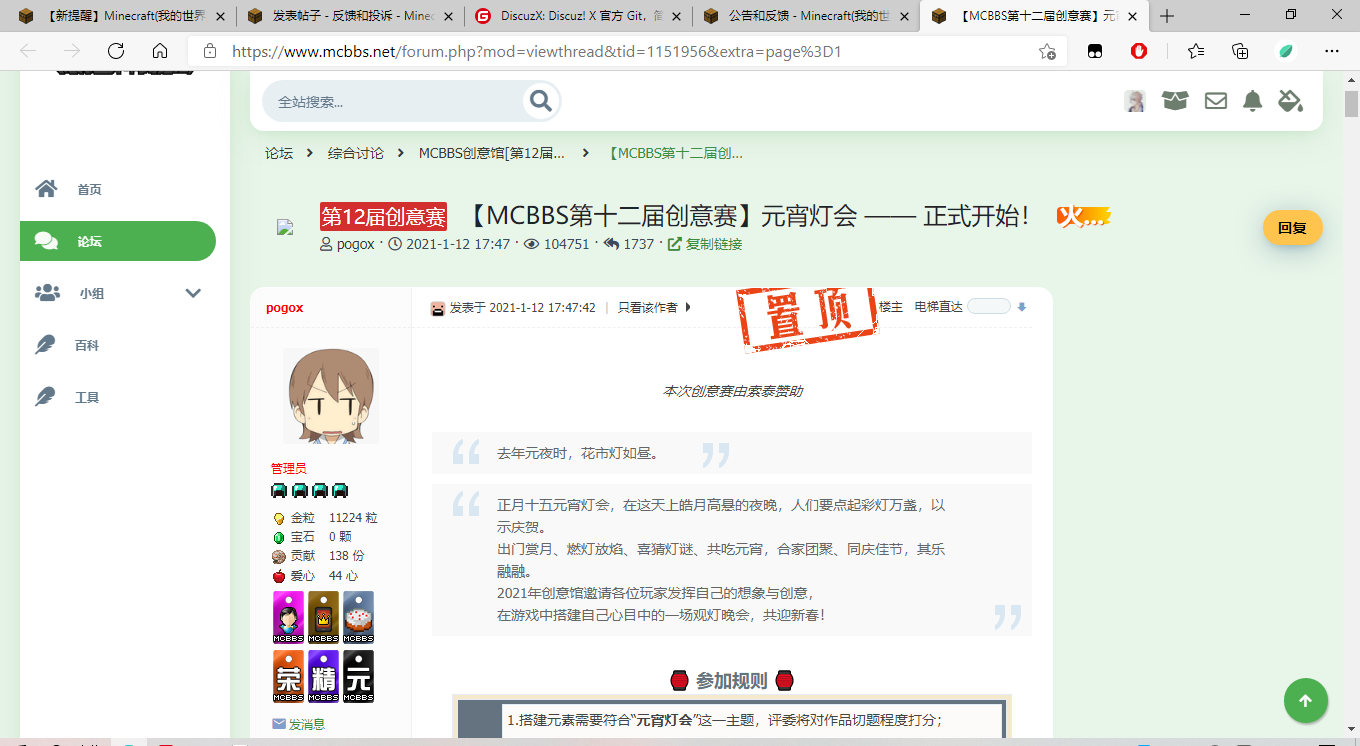 【新提醒】Minecraft(我的世界
发表帖子 - 反馈和投诉 - Minec
DiscuzX: Discuz! X 官方 Git，简
公告和反馈 - Minecraft(我的世
【MCBBS第十二届创意赛】元宵
https://www.mcbbs.net/forum.php?mod=viewthread&tid=1151956&extra=page%3D1
全站搜索...
论坛 > 综合讨论 > MCBBS创意馆[第12届... > 【MCBBS第十二届创...
首页
论坛
小组
百科
工具
第12届创意赛 【MCBBS第十二届创意赛】元宵灯会 —— 正式开始！ 火...
pogox · 2021-1-12 17:47 · 104751 · 1737 · 复制链接
回复
pogox
发表于 2021-1-12 17:47:42 | 只看该作者
置顶
楼主 电梯直达
本次创意赛由索泰赞助
管理员
金粒 11224 粒
宝石 0 颗
贡献 138 份
爱心 44 心
MCBBS MCBBS MCBBS
荣 精 元
MCBBS MCBBS MCBBS
发消息
去年元夜时，花市灯如昼。
正月十五元宵灯会，在这天上皓月高悬的夜晚，人们要点起彩灯万盏，以
示庆贺。
出门赏月、燃灯放焰、喜猜灯谜、共吃元宵，合家团聚、同庆佳节，其乐
融融。
2021年创意馆邀请各位玩家发挥自己的想象与创意，
在游戏中搭建自己心目中的一场观灯晚会，共迎新春！
参加规则
1.搭建元素需要符合“元宵灯会”这一主题，评委将对作品切题程度打分；